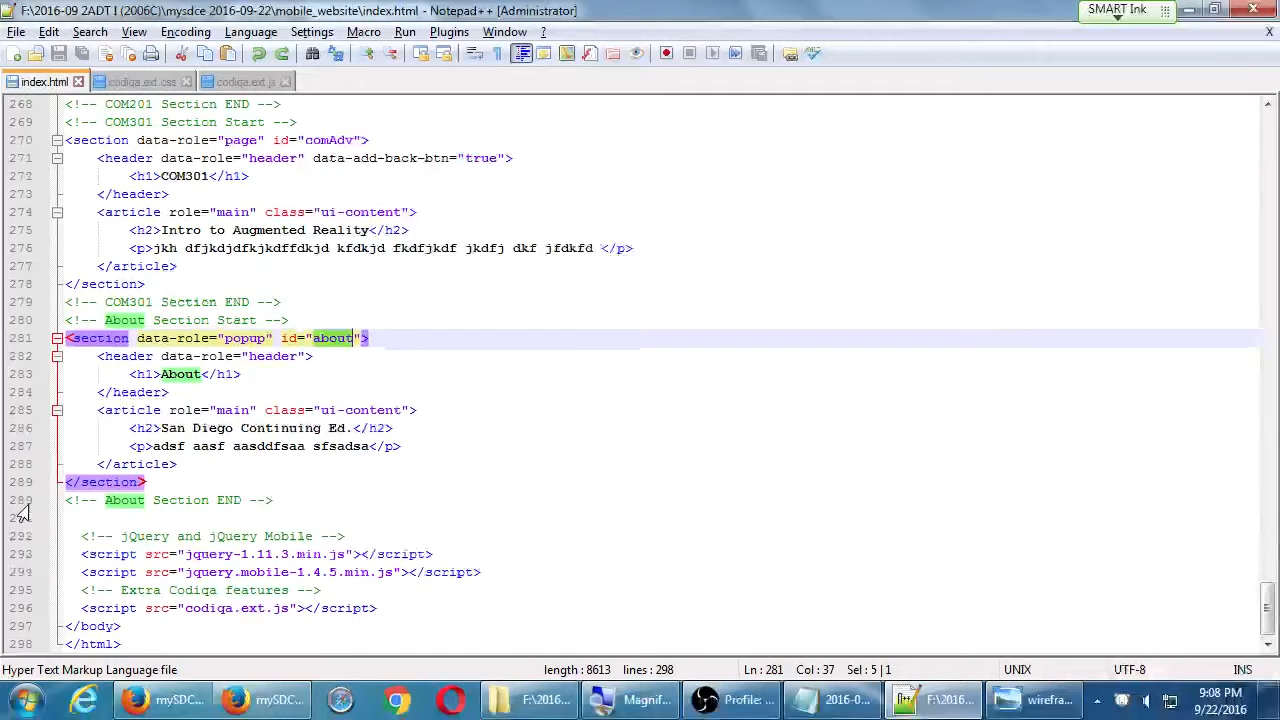 F:\2016-09 2ADT I (2006C)\mysdce 2016-09-22\mobile_website\index.html - Notepad++ [Administrator]
SMART Ink
File Edit Search View Encoding Language Settings Macro Run Plugins Window ? X
index.html codiqa.ext.css codiqa.ext.js
268 <!-- COM201 Section END -->
269 <!-- COM301 Section Start -->
270 <section data-role="page" id="comAdv">
271 <header data-role="header" data-add-back-btn="true">
272 <h1>COM301</h1>
273 </header>
274 <article role="main" class="ui-content">
275 <h2>Intro to Augmented Reality</h2>
276 <p>jkh dfjkdjdfkjkdffdkjd kfdkjd fkdfjkdf jkdfj dkf jfdkfd </p>
277 </article>
278 </section>
279 <!-- COM301 Section END -->
280 <!-- About Section Start -->
281 <section data-role="popup" id="about">
282 <header data-role="header">
283 <h1>About</h1>
284 </header>
285 <article role="main" class="ui-content">
286 <h2>San Diego Continuing Ed.</h2>
287 <p>adsf aasf aasddfsaa sfsadsa</p>
288 </article>
289 </section>
<!-- About Section END -->
292 <!-- jQuery and jQuery Mobile -->
293 <script src="jquery-1.11.3.min.js"></script>
294 <script src="jquery.mobile-1.4.5.min.js"></script>
295 <!-- Extra Codiqa features -->
296 <script src="codiqa.ext.js"></script>
297 </body>
298 </html>
Hyper Text Markup Language file length : 8613 lines : 298 Ln : 281 Col : 37 Sel : 5 | 1 UNIX UTF-8 INS
mySDC... mySDC... F:\2016... Magnif... Profile: ... 2016-0... F:\2016... wirefra... 9:08 PM
9/22/2016